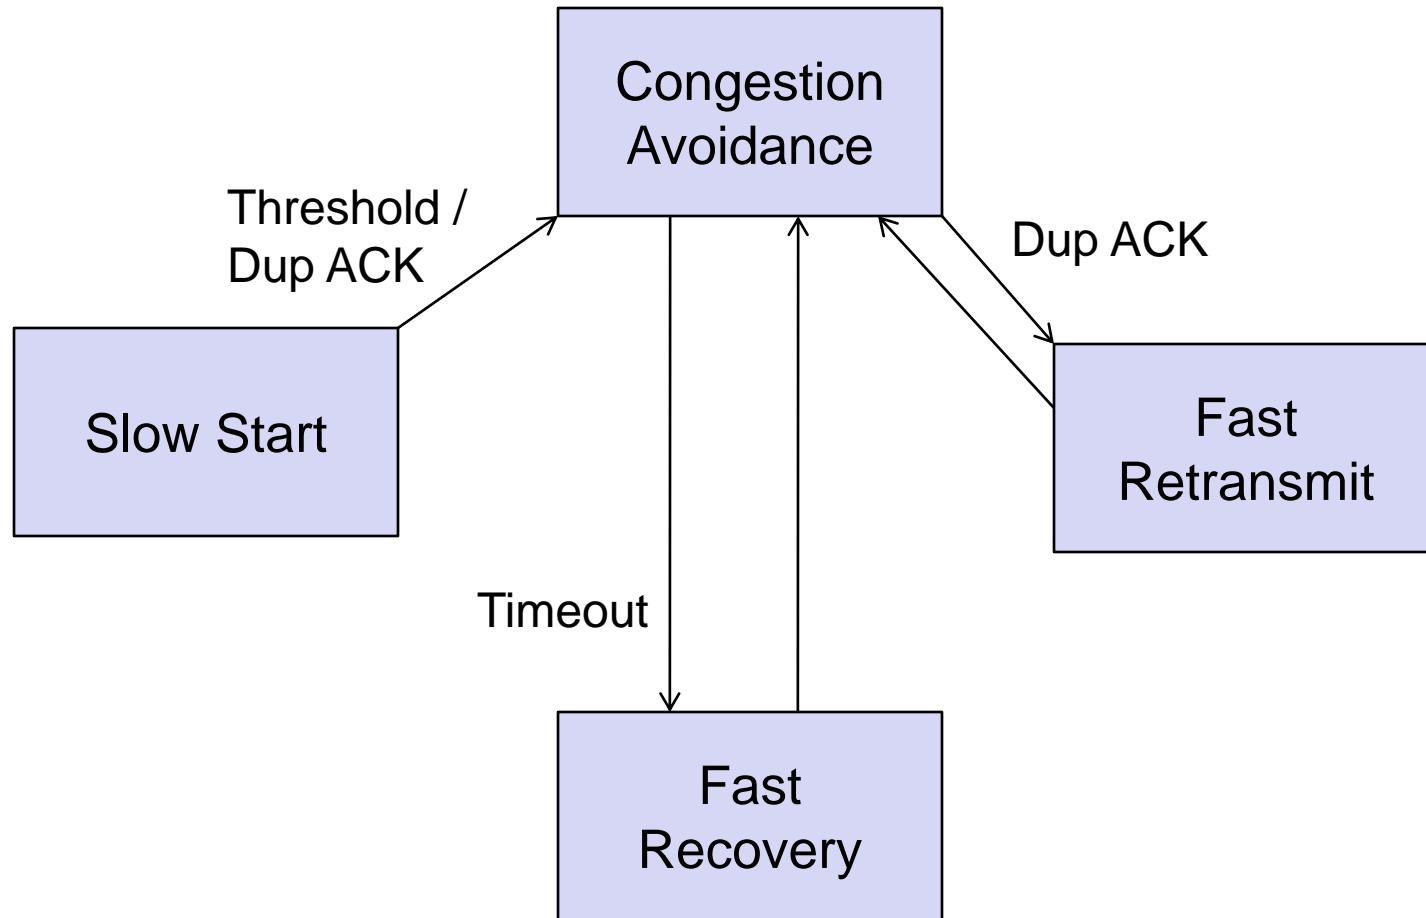 Congestion
Avoidance
Threshold /
Dup ACK
Dup ACK
Slow Start
Fast
Retransmit
Timeout
Fast
Recovery